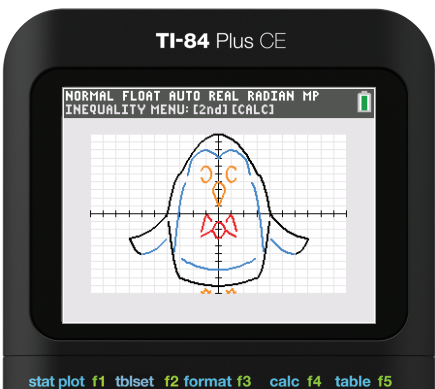 TI-84 Plus CE
NORMAL FLOAT AUTO REAL RADIAN MP
INEQUALITY MENU: [2nd] [CALC]
stat plot f1 tblset f2 format f3 calc f4 table f5